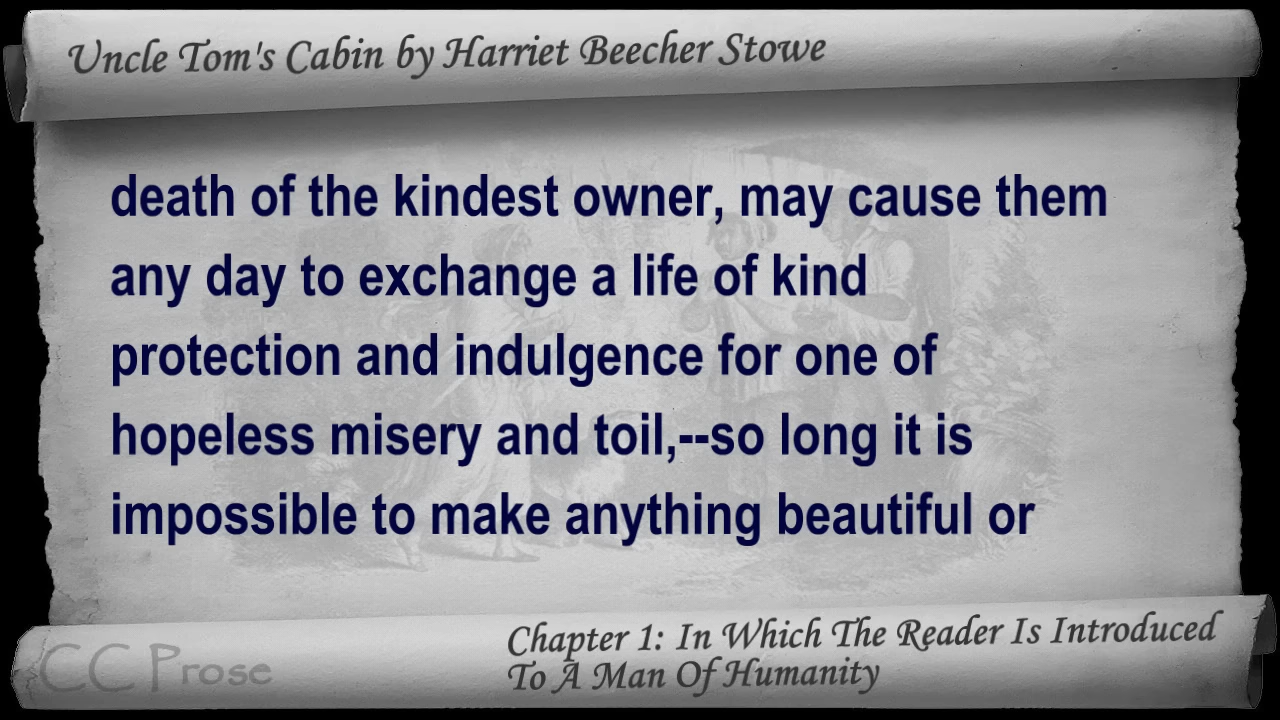 Uncle Tom's Cabin by Harriet Beecher Stowe
death of the kindest owner, may cause them
any day to exchange a life of kind
protection and indulgence for one of
hopeless misery and toil,--so long it is
impossible to make anything beautiful or
Chapter 1: In Which The Reader Is Introduced
To A Man Of Humanity
CC Prose